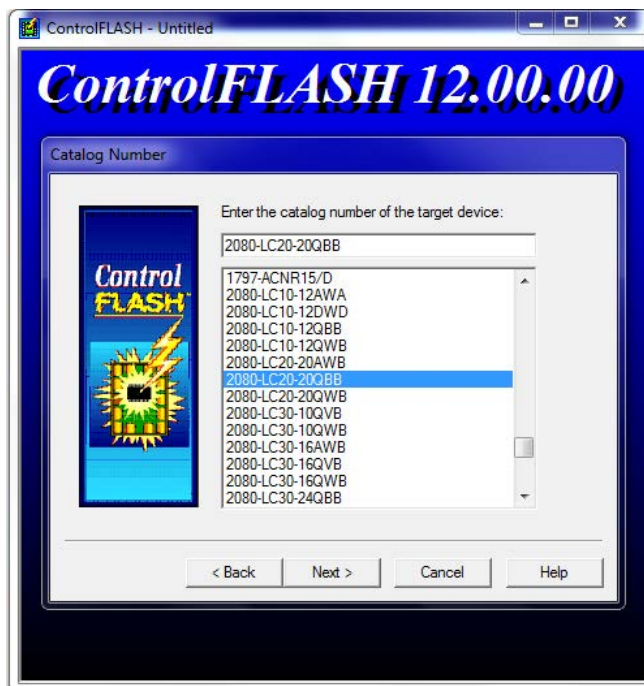 ControlFLASH - Untitled
ControlFLASH 12.00.00
Catalog Number
Enter the catalog number of the target device:
2080-LC20-20QBB
Control
FLASH
1797-ACNR15/D
2080-LC10-12AWA
2080-LC10-12DWD
2080-LC10-12QBB
2080-LC10-12QWB
2080-LC20-20AWB
2080-LC20-20QBB
2080-LC20-20QWB
2080-LC30-10QVB
2080-LC30-10QWB
2080-LC30-16AWB
2080-LC30-16QVB
2080-LC30-16QWB
2080-LC30-24QBB
< Back
Next >
Cancel
Help